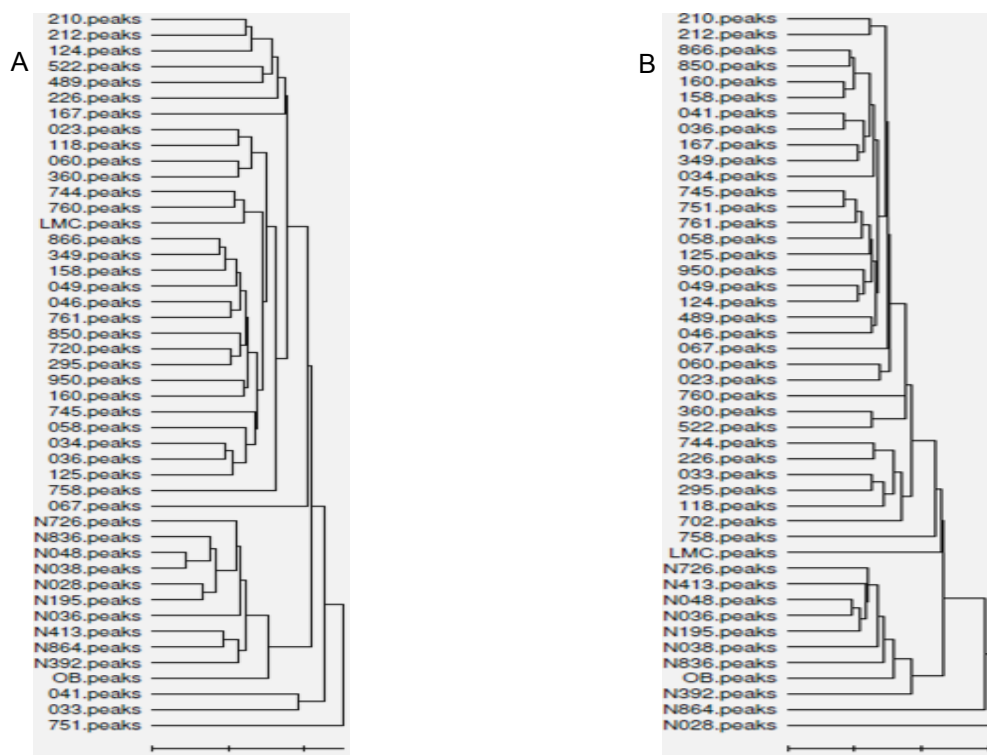 A
210.peaks
212.peaks
124.peaks
522.peaks
489.peaks
226.peaks
167.peaks
023.peaks
118.peaks
060.peaks
360.peaks
744.peaks
760.peaks
LMC.peaks
866.peaks
349.peaks
158.peaks
049.peaks
046.peaks
761.peaks
850.peaks
720.peaks
295.peaks
950.peaks
160.peaks
745.peaks
058.peaks
034.peaks
036.peaks
125.peaks
758.peaks
067.peaks
N726.peaks
N836.peaks
N048.peaks
N038.peaks
N028.peaks
N195.peaks
N036.peaks
N413.peaks
N864.peaks
N392.peaks
OB.peaks
041.peaks
033.peaks
751.peaks
B
210.peaks
212.peaks
866.peaks
850.peaks
160.peaks
158.peaks
041.peaks
036.peaks
167.peaks
349.peaks
034.peaks
745.peaks
751.peaks
761.peaks
058.peaks
125.peaks
950.peaks
049.peaks
124.peaks
489.peaks
046.peaks
067.peaks
060.peaks
023.peaks
760.peaks
360.peaks
522.peaks
744.peaks
226.peaks
033.peaks
295.peaks
118.peaks
702.peaks
758.peaks
LMC.peaks
N726.peaks
N413.peaks
N048.peaks
N036.peaks
N195.peaks
N038.peaks
N836.peaks
OB.peaks
N392.peaks
N864.peaks
N028.peaks